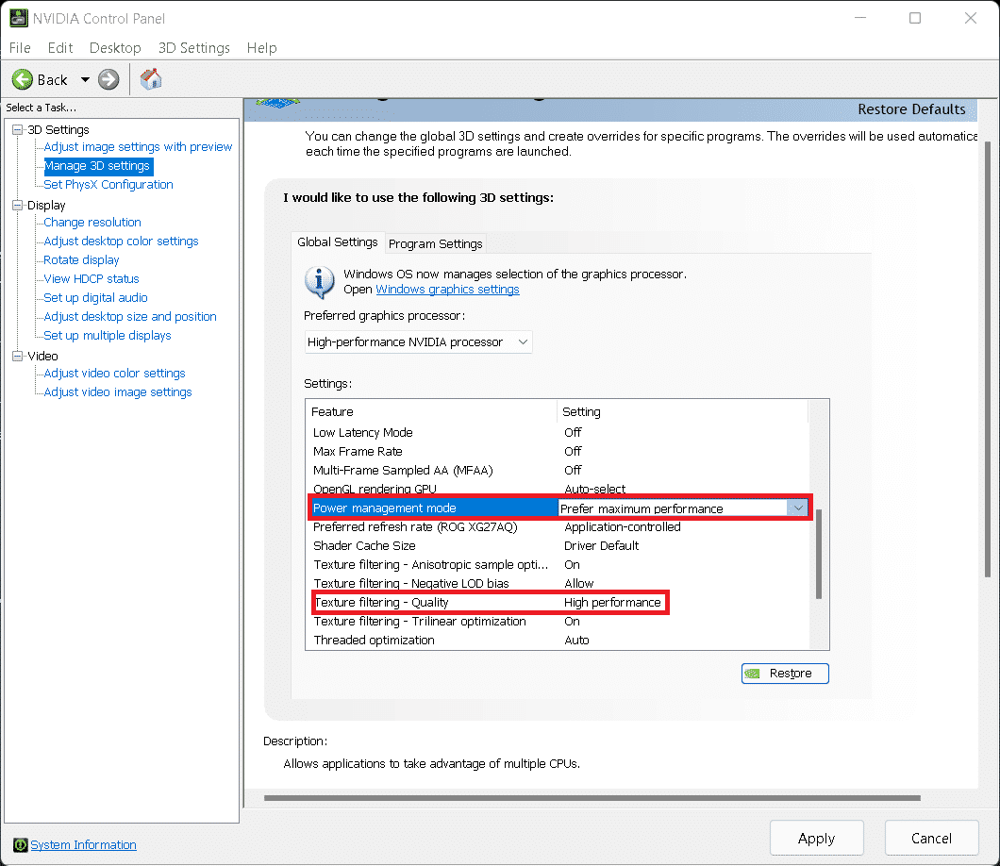 NVIDIA Control Panel
File Edit Desktop 3D Settings Help
Back
Select a Task...
3D Settings
Adjust image settings with preview
Manage 3D settings
Set PhysX Configuration
Display
Change resolution
Adjust desktop color settings
Rotate display
View HDCP status
Set up digital audio
Adjust desktop size and position
Set up multiple displays
Video
Adjust video color settings
Adjust video image settings
System Information
Restore Defaults
You can change the global 3D settings and create overrides for specific programs. The overrides will be used automatica
each time the specified programs are launched.
I would like to use the following 3D settings:
Global Settings Program Settings
Windows OS now manages selection of the graphics processor.
Open Windows graphics settings
Preferred graphics processor:
High-performance NVIDIA processor
Settings:
Feature Setting
Low Latency Mode Off
Max Frame Rate Off
Multi-Frame Sampled AA (MFAA) Off
OpenGL rendering GPU Auto-select
Power management mode Prefer maximum performance
Preferred refresh rate (ROG XG27AQ) Application-controlled
Shader Cache Size Driver Default
Texture filtering - Anisotropic sample opti... On
Texture filtering - Negative LOD bias Allow
Texture filtering - Quality High performance
Texture filtering - Trilinear optimization On
Threaded optimization Auto
Restore
Description:
Allows applications to take advantage of multiple CPUs.
Apply Cancel